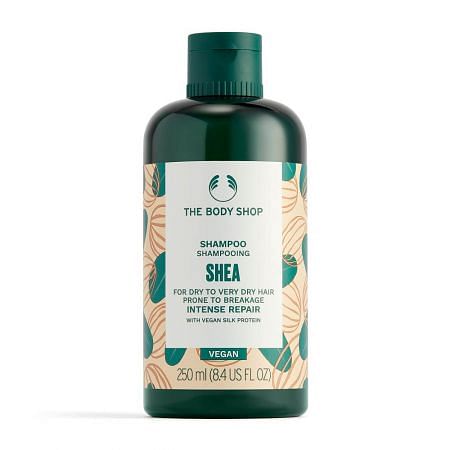 THE BODY SHOP
SHAMPOO
SHAMPOOING
SHEA
FOR DRY TO VERY DRY HAIR
PRONE TO BREAKAGE
INTENSE REPAIR
WITH VEGAN SILK PROTEIN
VEGAN
250 ml (8.4 US FL OZ)